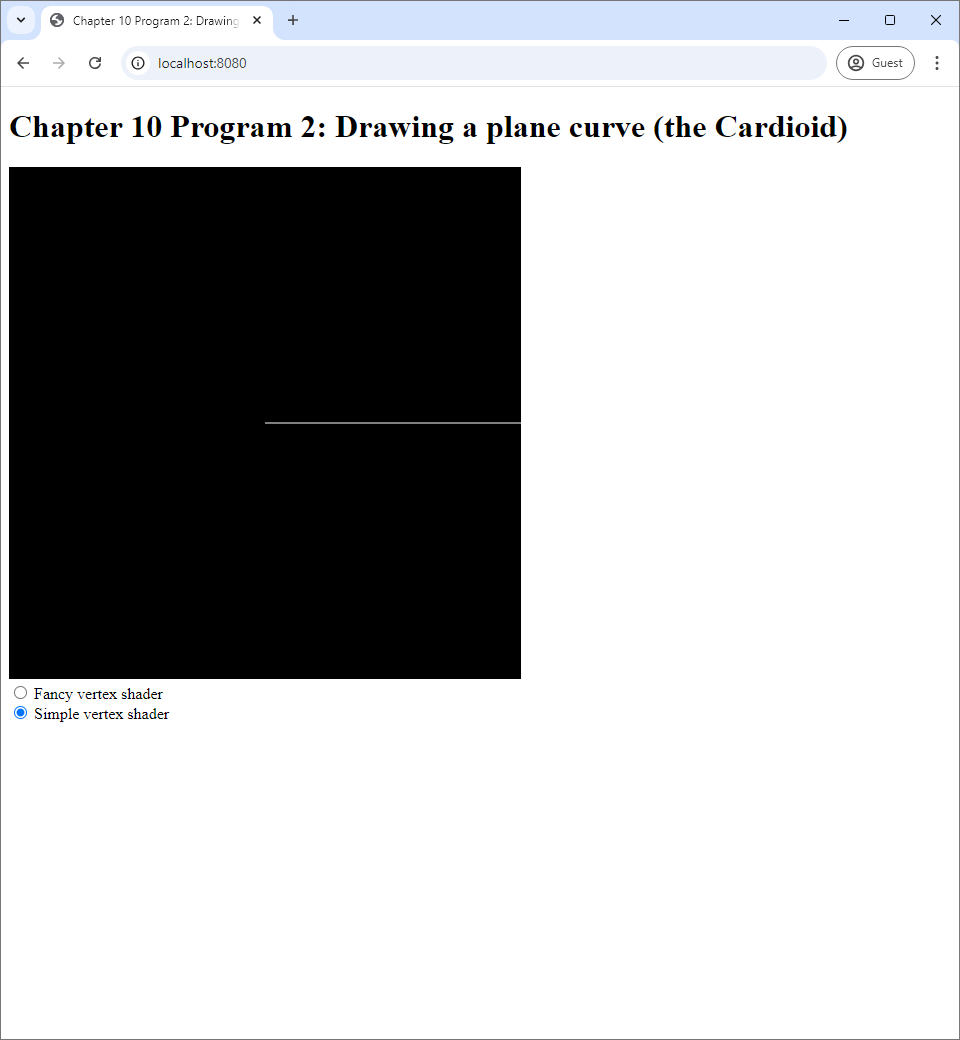 Chapter 10 Program 2: Drawing
localhost:8080
Guest
Chapter 10 Program 2: Drawing a plane curve (the Cardioid)
Fancy vertex shader
Simple vertex shader